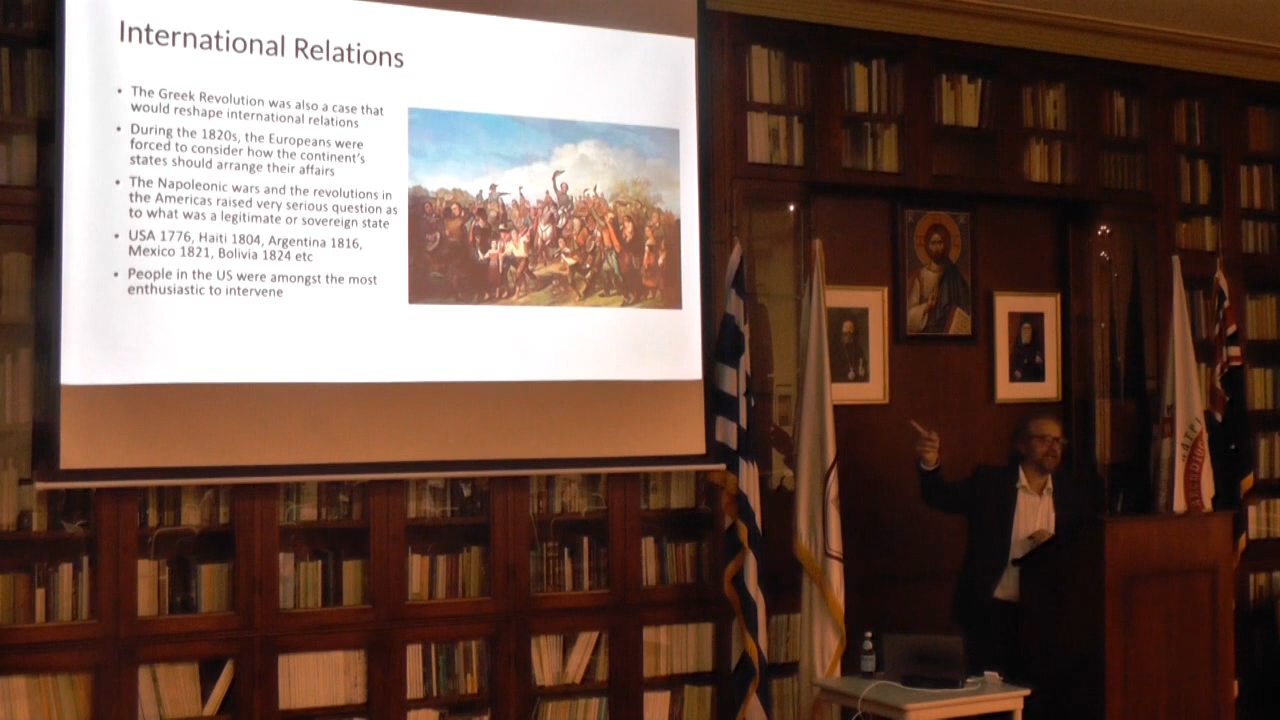 International Relations
• The Greek Revolution was also a case that
would reshape international relations
• During the 1820s, the Europeans were
forced to consider how the continent's
states should arrange their affairs
• The Napoleonic wars and the revolutions in
the Americas raised very serious question as
to what was a legitimate or sovereign state
• USA 1776, Haiti 1804, Argentina 1816,
Mexico 1821, Bolivia 1824 etc
• People in the US were amongst the most
enthusiastic to intervene